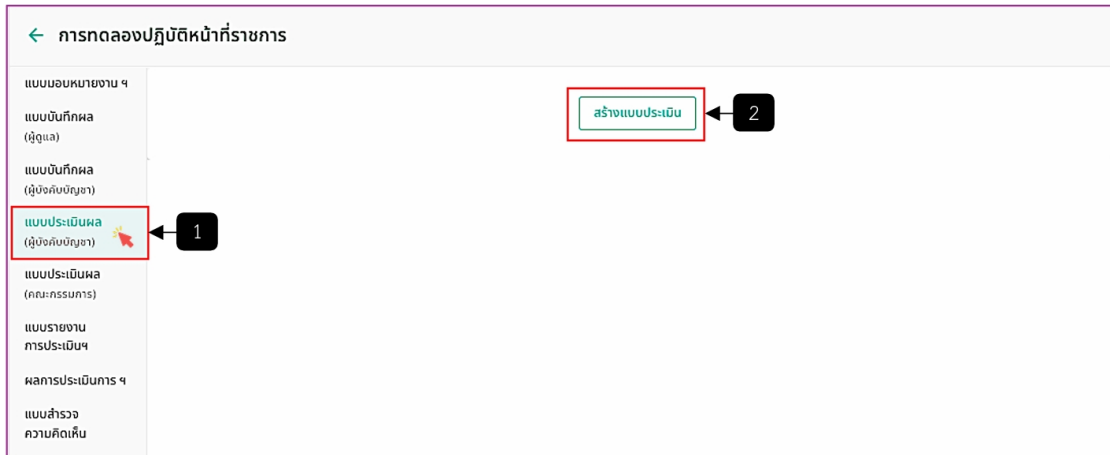 ← การทดลองปฏิบัติหน้าที่ราชการ
แบบมอบหมายงาน ฯ
แบบบันทึกผล
(ผู้ดูแล)
แบบบันทึกผล
(ผู้บังคับบัญชา)
แบบประเมินผล
(ผู้บังคับบัญชา)
1
แบบประเมินผล
(คณะกรรมการ)
แบบรายงาน
การประเมินฯ
ผลการประเมินการ ฯ
แบบสำรวจ
ความคิดเห็น
สร้างแบบประเมิน
2